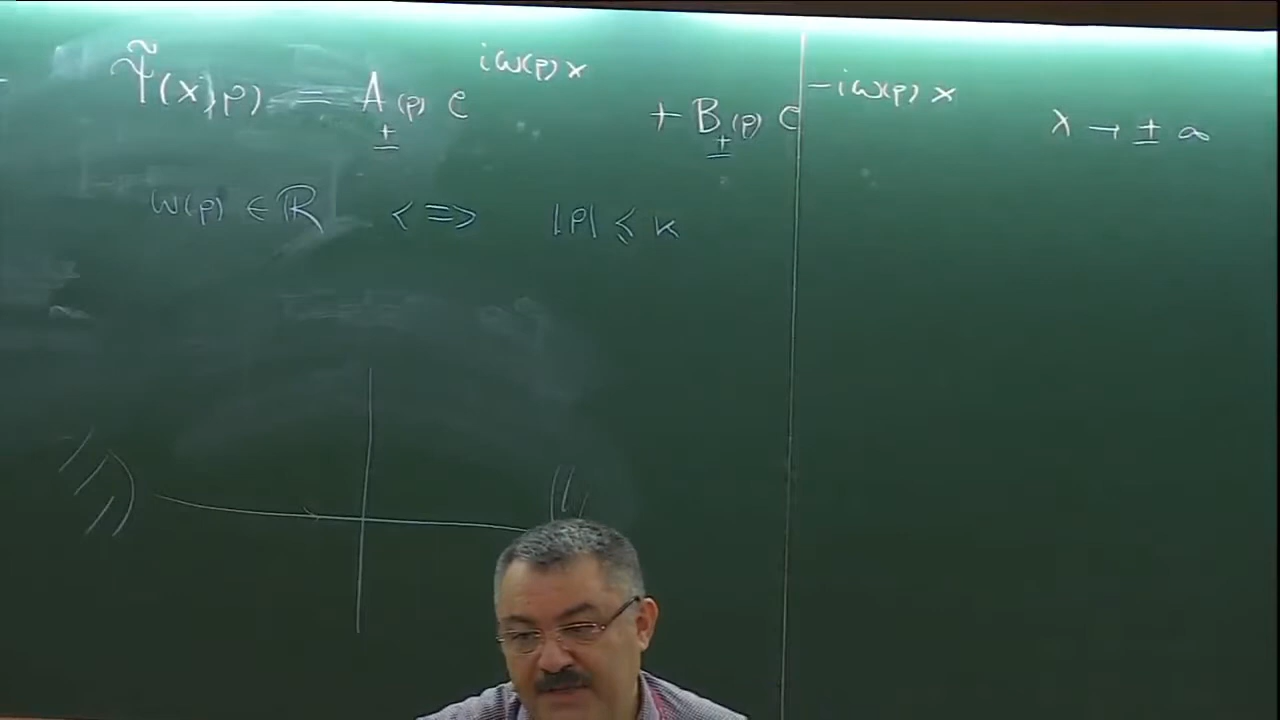 ψ̃(x,p) = A±(p) e^{iω(p)x} + B±(p) e^{-iω(p)x} x → ± ∞
ω(p) ∈ ℝ <=> |p| ≤ k